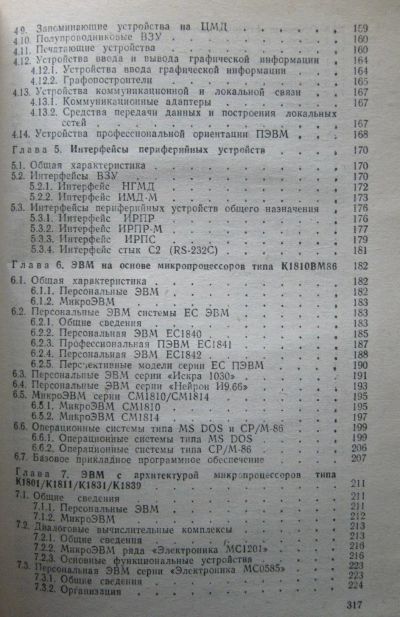 4.9. Запоминающие устройства на ЦМД 159
4.10. Полупроводниковые ВЗУ 160
4.11. Печатающие устройства 160
4.12. Устройства ввода и вывода графической информации 164
4.12.1. Устройства ввода графической информации 164
4.12.2. Графопостроители 165
4.13. Устройства коммуникационной и локальной связи 167
4.13.1. Коммуникационные адаптеры 167
4.13.2. Средства передачи данных и построения локальных
сетей 167
4.14. Устройства профессиональной ориентации ПЭВМ 168
Глава 5. Интерфейсы периферийных устройств 170
5.1. Общая характеристика 170
5.2. Интерфейсы ВЗУ 170
5.2.1. Интерфейс НГМД 172
5.2.2. Интерфейс ИМД-М 173
5.3. Интерфейсы периферийных устройств общего назначения 176
5.3.1. Интерфейс ИРПР 176
5.3.2. Интерфейс ИРПР-М 177
5.3.3. Интерфейс ИРПС 179
5.3.4. Интерфейс стык С2 (RS-232C) 181
Глава 6. ЭВМ на основе микропроцессоров типа К1810ВМ86 182
6.1. Общая характеристика 182
6.1.1. Персональные ЭВМ 182
6.1.2. МикроЭВМ 183
6.2. Персональные ЭВМ системы ЕС ЭВМ 183
6.2.1. Общие сведения 183
6.2.2. Персональная ЭВМ ЕС1840 185
6.2.3. Профессиональная ПЭВМ ЕС1841 187
6.2.4. Персональная ЭВМ ЕС1842 188
6.2.5. Перспективные модели серии ЕС ПЭВМ 190
6.3. Персональные ЭВМ серии «Искра 1030» 191
6.4. Персональные ЭВМ серии «Нейрон И9.66» 193
6.5. МикроЭВМ серии СМ1810/СМ1814 195
6.5.1. МикроЭВМ СМ1810 195
6.5.2. МикроЭВМ СМ1814 197
6.6. Операционные системы типа MS DOS и CP/M-86 199
6.6.1. Операционные системы типа MS DOS 199
6.6.2. Операционные системы типа CP/M-86 206
6.7. Базовое прикладное программное обеспечение 207
Глава 7. ЭВМ с архитектурой микропроцессоров типа
К1801/К1811/К1831/К1839 211
7.1. Общие сведения 211
7.1.1. Персональные ЭВМ 211
7.1.2. МикроЭВМ 212
7.2. Диалоговые вычислительные комплексы 213
7.2.1. Общие сведения 213
7.2.2. МикроЭВМ ряда «Электроника МС1201» 216
7.2.3. Основные функциональные устройства 216
7.3. Персональная ЭВМ серии «Электроника МС0585» 223
7.3.1. Общие сведения 223
7.3.2. Организация 224
317